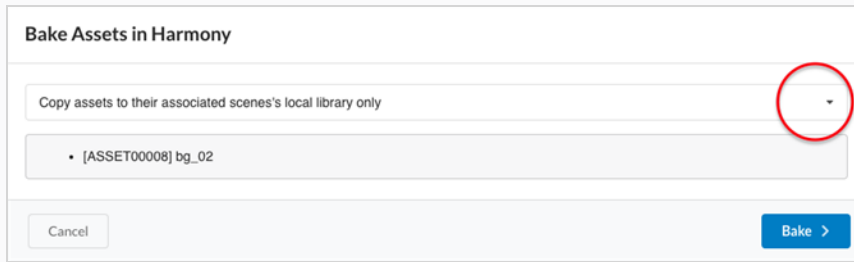 Bake Assets in Harmony
Copy assets to their associated scenes's local library only
• [ASSET00008] bg_02
Cancel
Bake